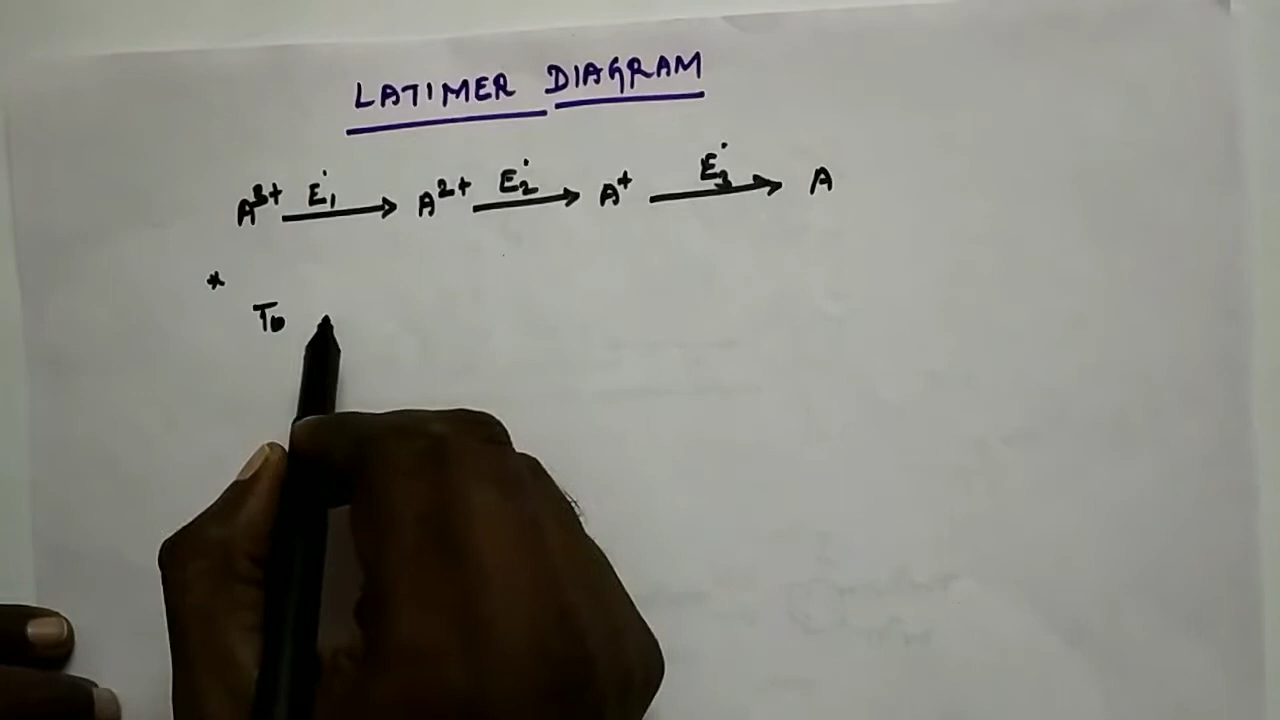 LATIMER DIAGRAM
A³⁺ —E₁°→ A²⁺ —E₂°→ A⁺ —E₃°→ A
*
To